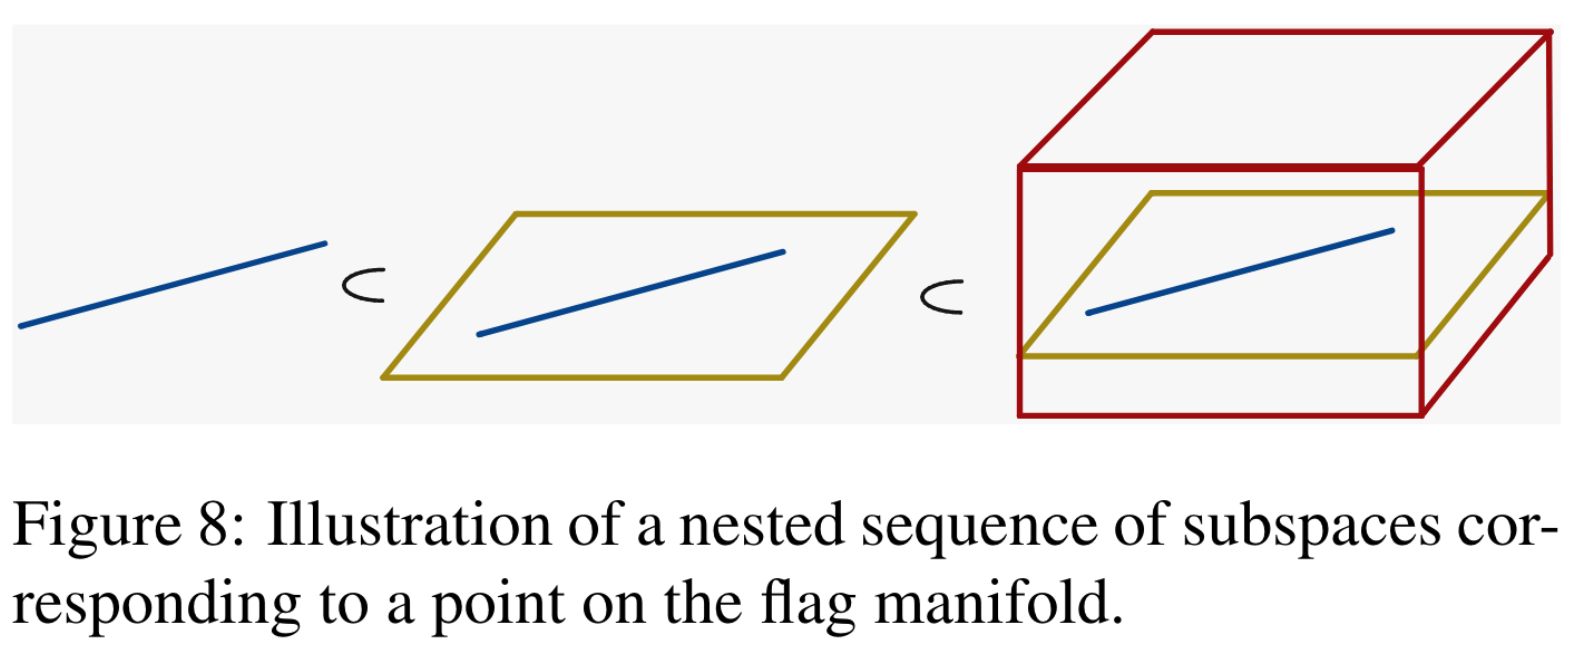 ⊂ ⊂
Figure 8: Illustration of a nested sequence of subspaces cor-
responding to a point on the flag manifold.